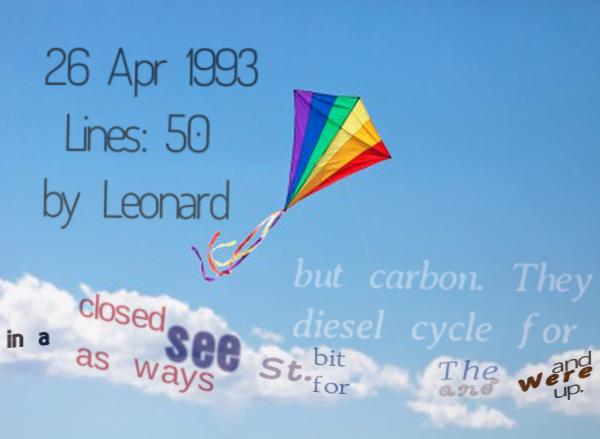 26 Apr 1993
Lines: 50
by Leonard
but carbon. They
diesel cycle for
in a
closed
as ways
see
St.
bit
for
The
and
were
and
up.